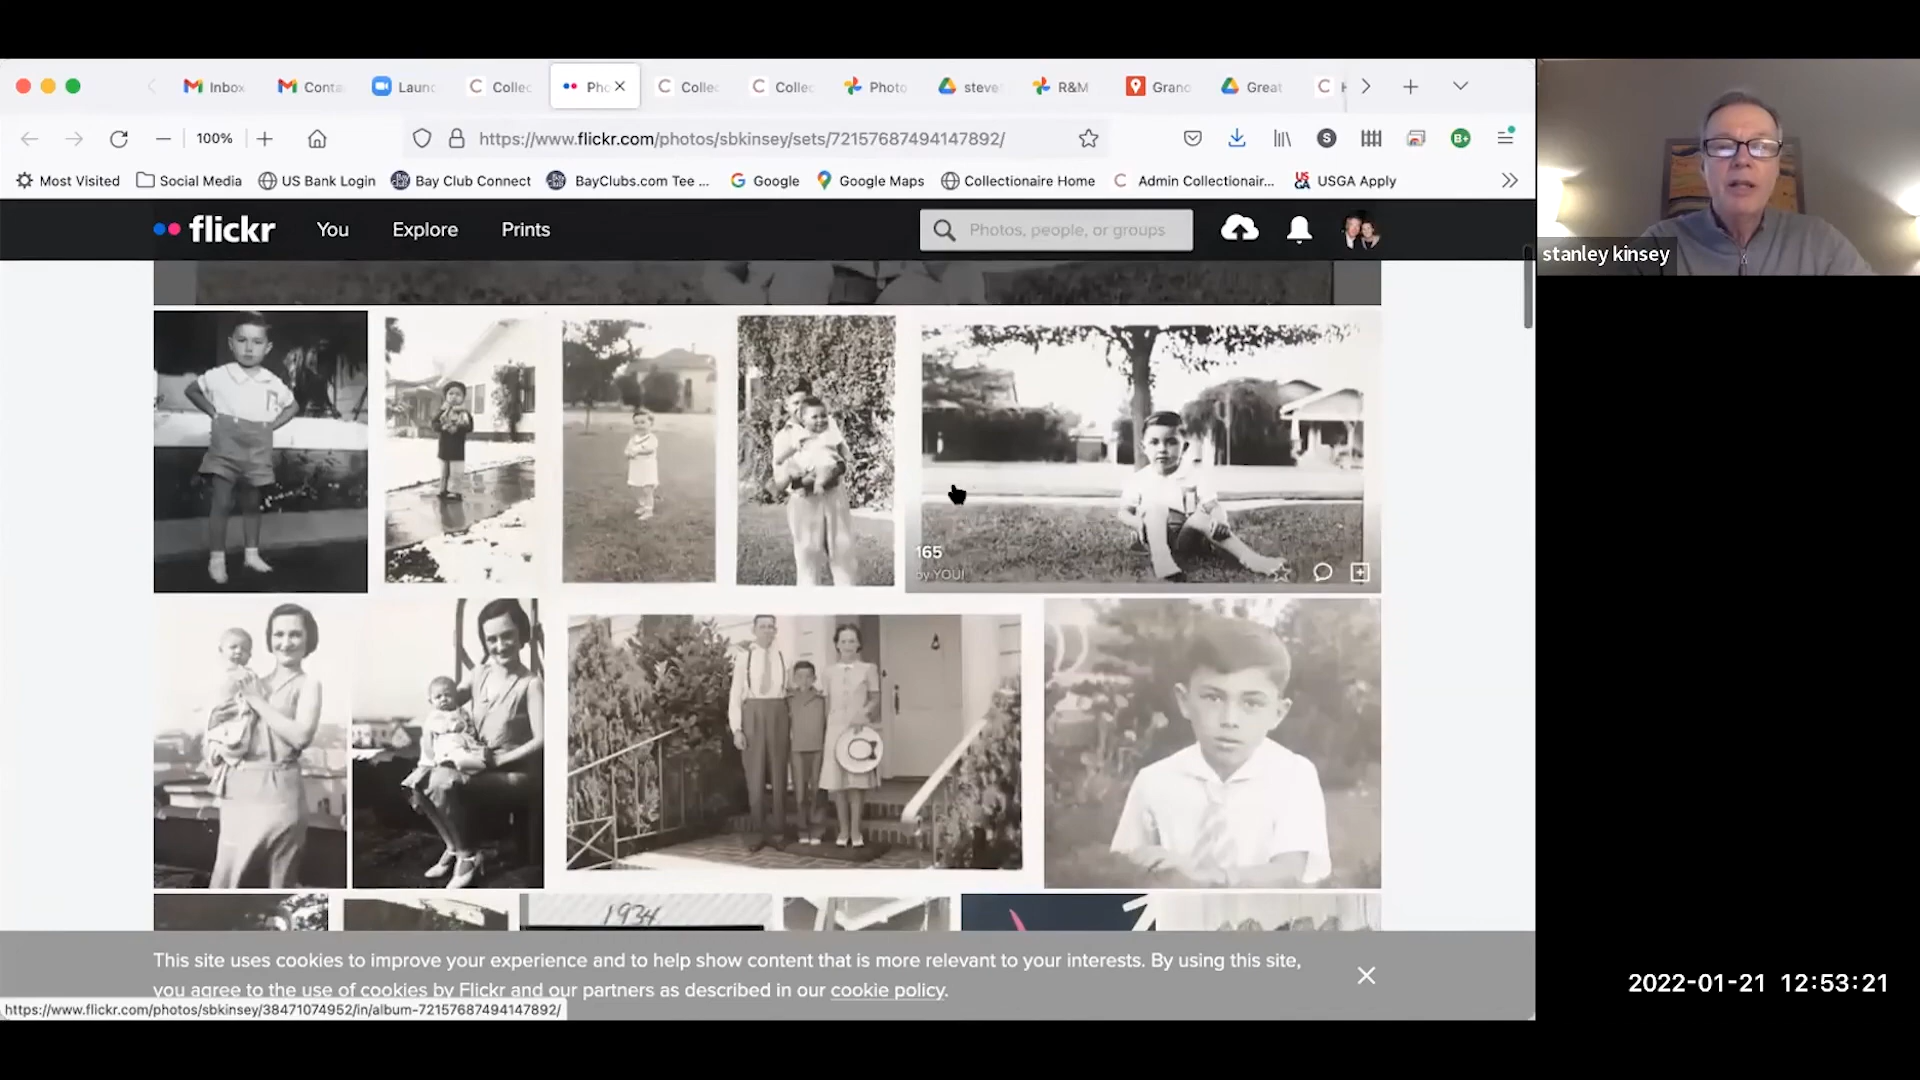 Inbox
Conta
Laun
Collec
Pho
Collec
Collec
Photo
steve
R&M
Grand
Great
100%
https://www.flickr.com/photos/sbkinsey/sets/72157687494147892/
S
B+
Most Visited
Social Media
US Bank Login
Bay Club Connect
BayClubs.com Tee ...
Google
Google Maps
Collectionaire Home
Admin Collectionair...
USGA Apply
flickr
You
Explore
Prints
Photos, people, or groups
stanley kinsey
165
by YOU!
1934
This site uses cookies to improve your experience and to help show content that is more relevant to your interests. By using this site,
you agree to the use of cookies by Flickr and our partners as described in our cookie policy.
https://www.flickr.com/photos/sbkinsey/38471074952/in/album-72157687494147892/
2022-01-21 12:53:21